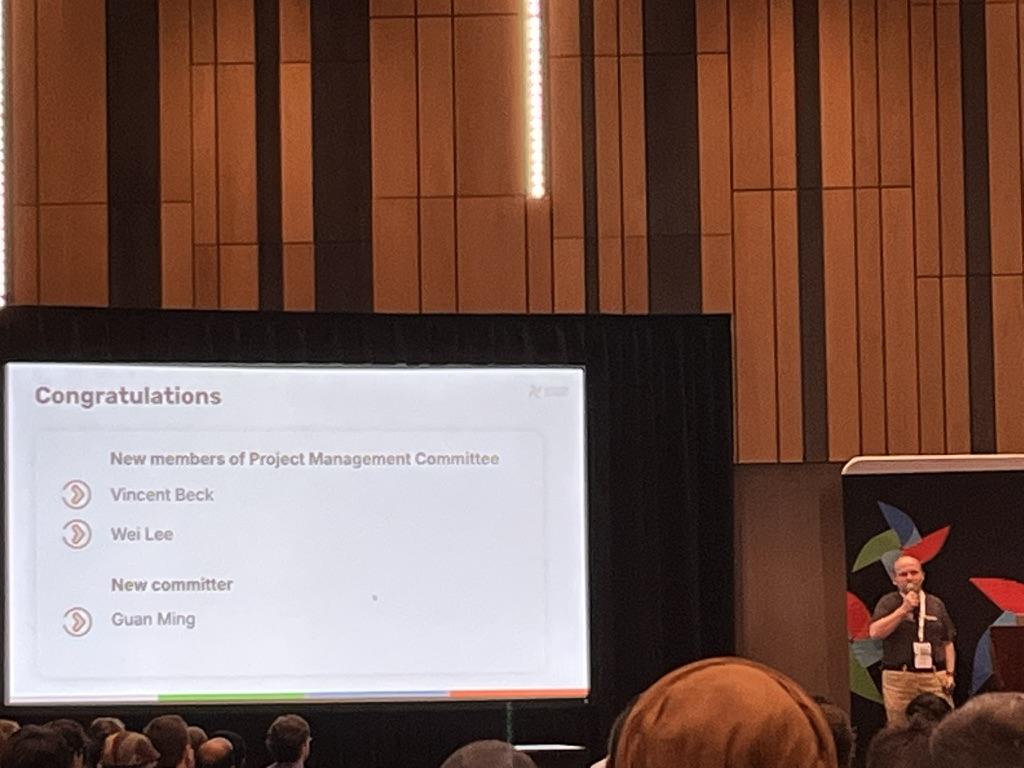 Congratulations
New members of Project Management Committee
Vincent Beck
Wei Lee
New committer
Guan Ming